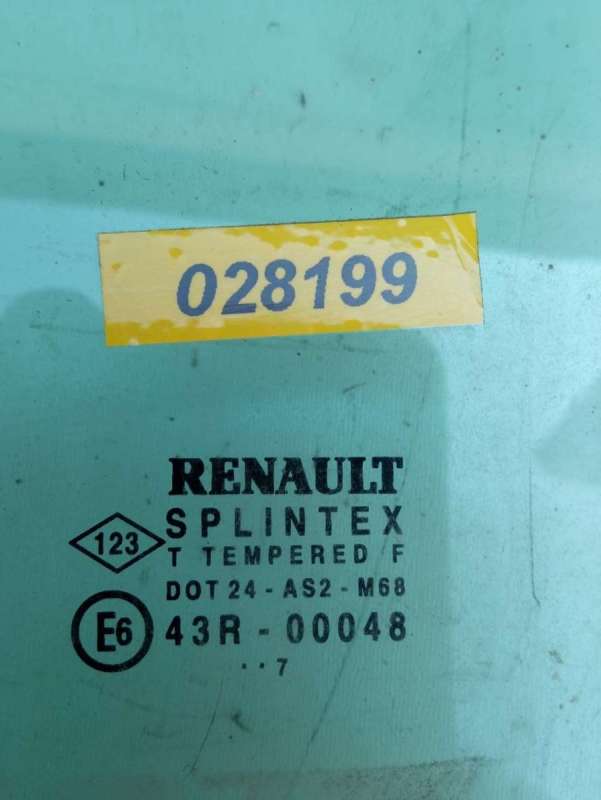 028199
RENAULT
123 SPLINTEX
T TEMPERED F
DOT 24 - AS2 - M68
E6 43R - 00048
··7